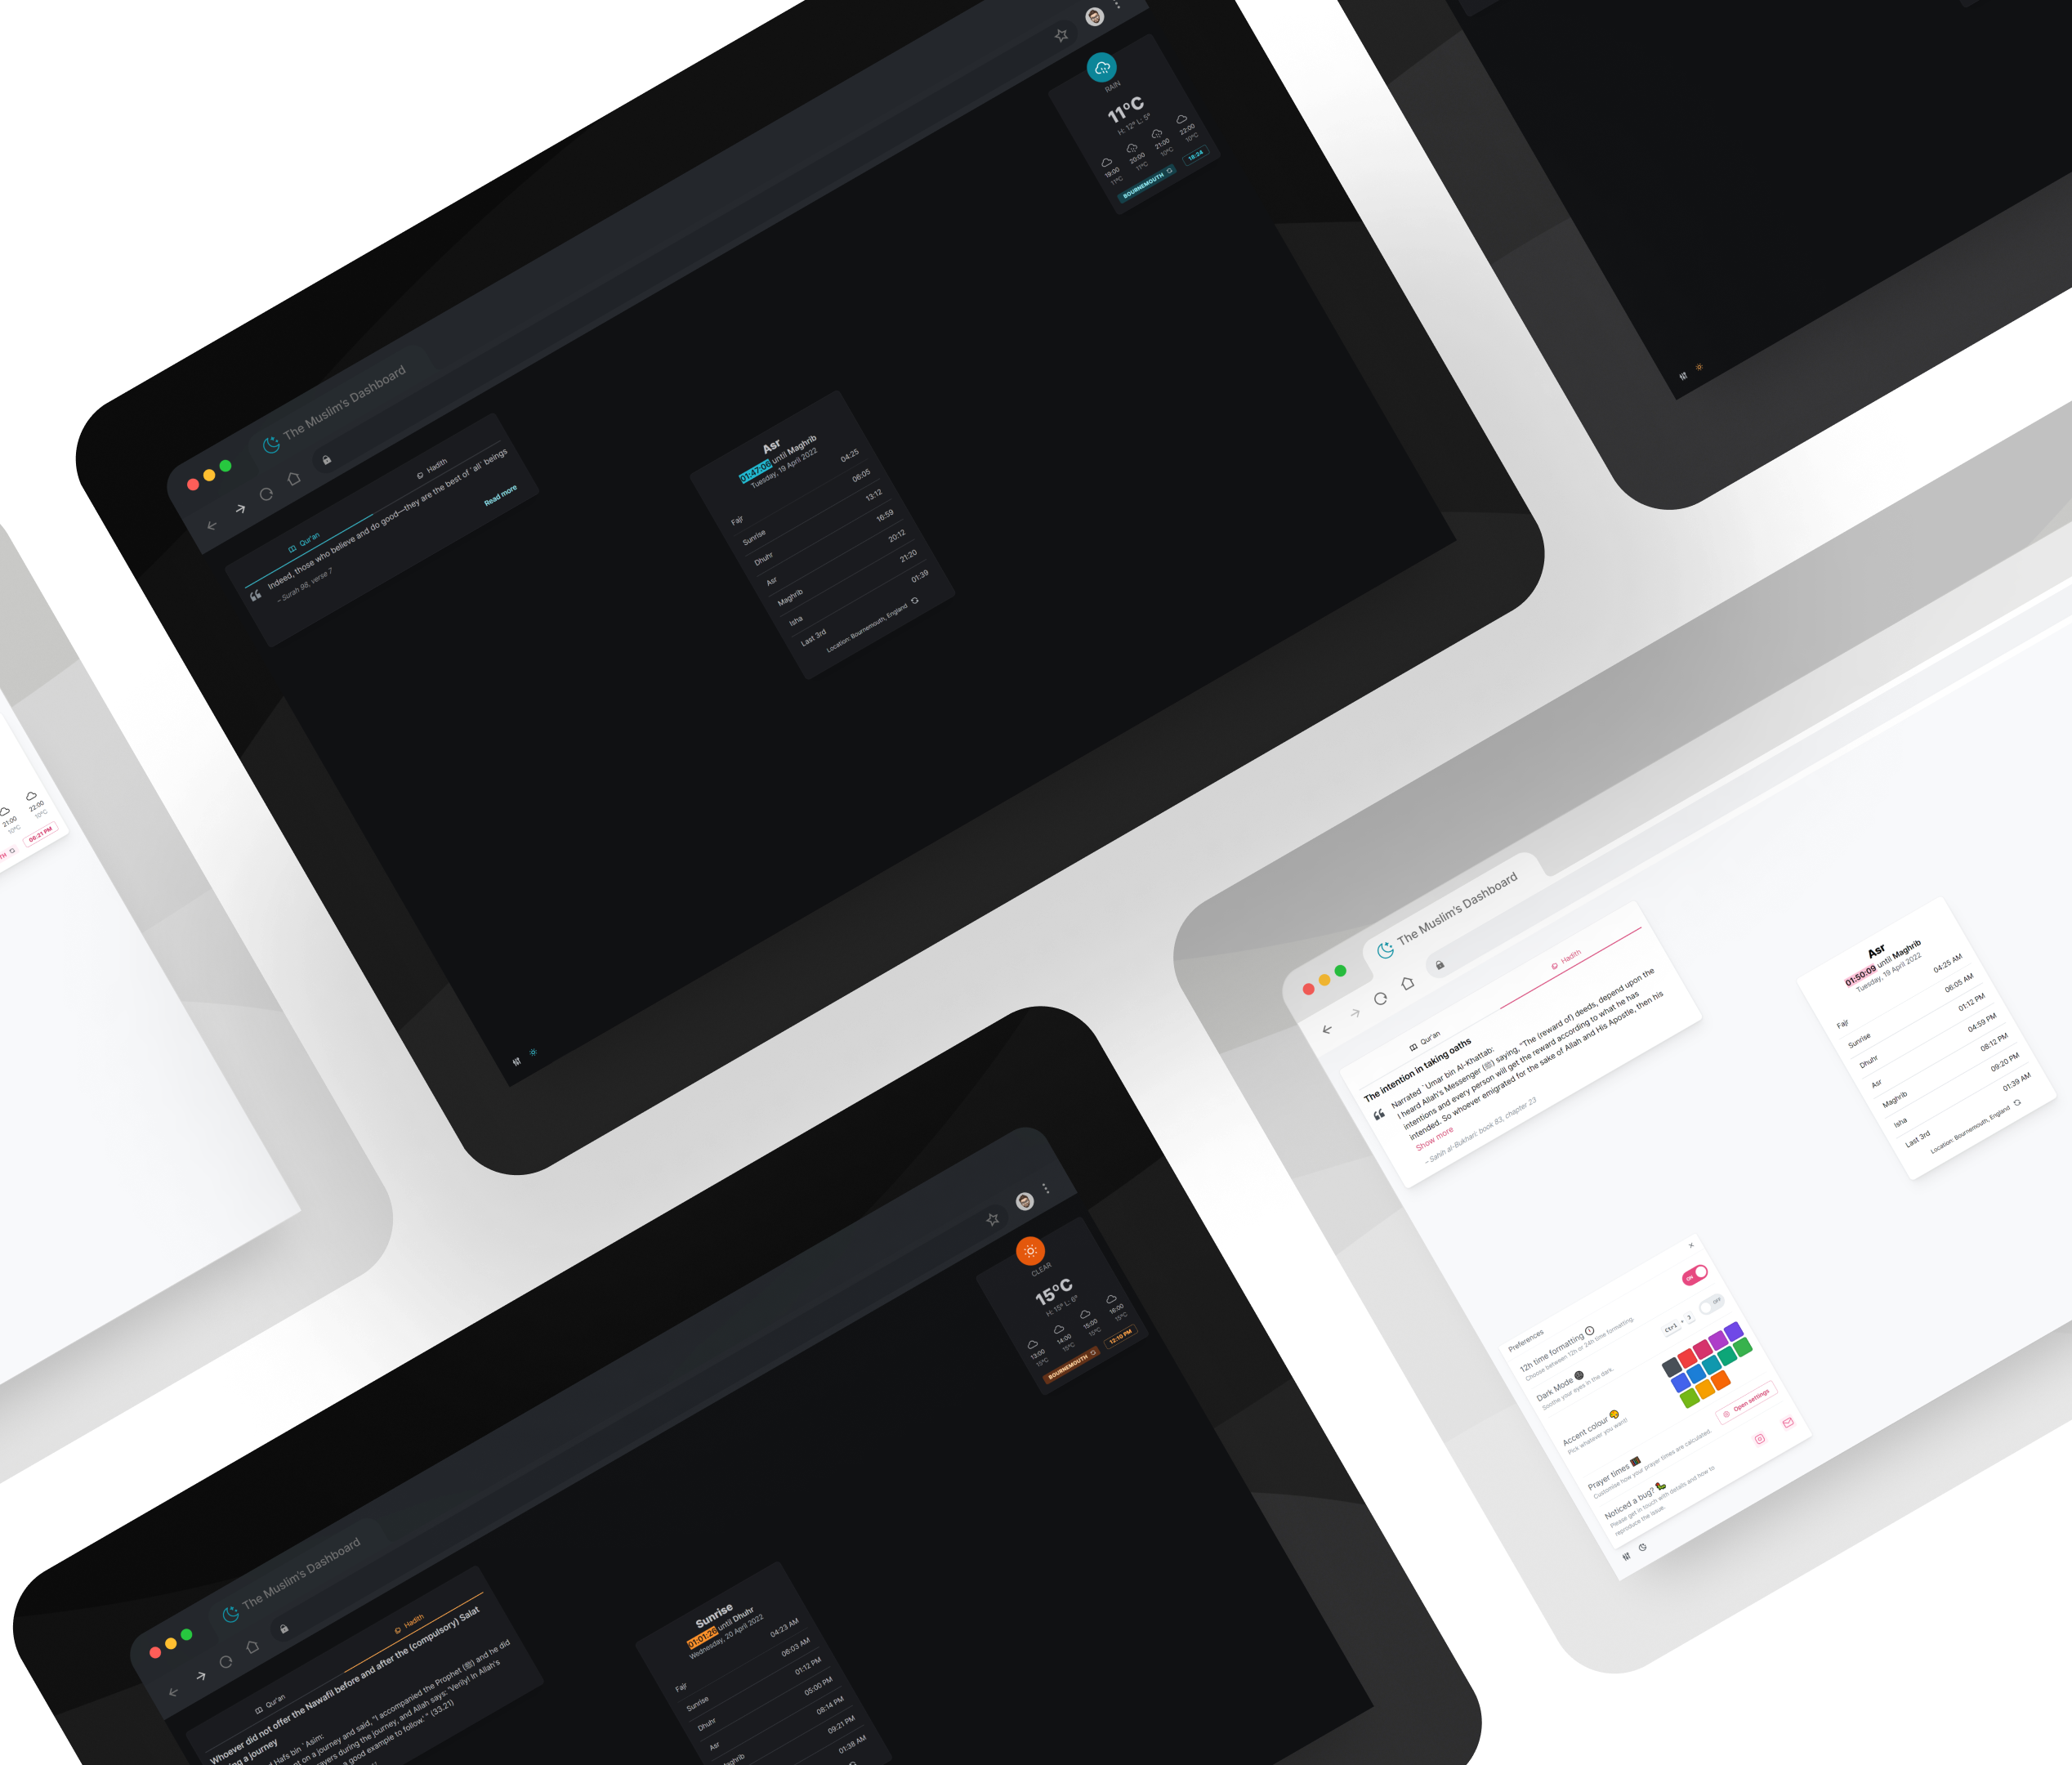 The Muslim's Dashboard
Qur'an
Hadith
Indeed, those who believe and do good—they are the best of ˹all˺ beings
– Surah 98, verse 7
Read more
Asr
01:47:06 until Maghrib
Tuesday, 19 April 2022
Fajr 04:25
Sunrise 06:05
Dhuhr 13:12
Asr 16:59
Maghrib 20:12
Isha 21:20
Last 3rd 01:39
Location: Bournemouth, England
RAIN
11°C
H: 12° L: 5°
19:00 20:00 21:00 22:00
11°C 11°C 10°C 10°C
BOURNEMOUTH 18:24
21:00 22:00
10°C 10°C
TH 06:21 PM
The Muslim's Dashboard
Qur'an
Hadith
The intention in taking oaths
Narrated `Umar bin Al-Khattab:
I heard Allah's Messenger (ﷺ) saying, "The (reward of) deeds, depend upon the
intentions and every person will get the reward according to what he has
intended. So whoever emigrated for the sake of Allah and His Apostle, then his
Show more
– Sahih al-Bukhari: book 83, chapter 23
Asr
01:50:09 until Maghrib
Tuesday, 19 April 2022
Fajr 04:25 AM
Sunrise 06:05 AM
Dhuhr 01:12 PM
Asr 04:59 PM
Maghrib 08:12 PM
Isha 09:20 PM
Last 3rd 01:39 AM
Location: Bournemouth, England
Preferences
12h time formatting
ON
Choose between 12h or 24h time formatting.
Dark Mode
Ctrl + J
OFF
Soothe your eyes in the dark.
Accent colour
Pick whatever you want!
Prayer times
Customise how your prayer times are calculated.
Open settings
Noticed a bug?
Please get in touch with details and how to
reproduce the issue.
The Muslim's Dashboard
Qur'an
Hadith
Whoever did not offer the Nawafil before and after the (compulsory) Salat
ng a journey
Hafs bin `Asim:
on a journey and said, "I accompanied the Prophet (ﷺ) and he did
ayers during the journey, and Allah says: 'Verily! In Allah's
a good example to follow.' " (33.21)
Sunrise
01:01:26 until Dhuhr
Wednesday, 20 April 2022
Fajr 04:23 AM
Sunrise 06:03 AM
Dhuhr 01:12 PM
Asr 05:00 PM
aghrib 08:14 PM
09:21 PM
01:38 AM
CLEAR
15°C
H: 15° L: 6°
13:00 14:00 15:00 16:00
15°C 15°C 15°C 15°C
BOURNEMOUTH 12:10 PM